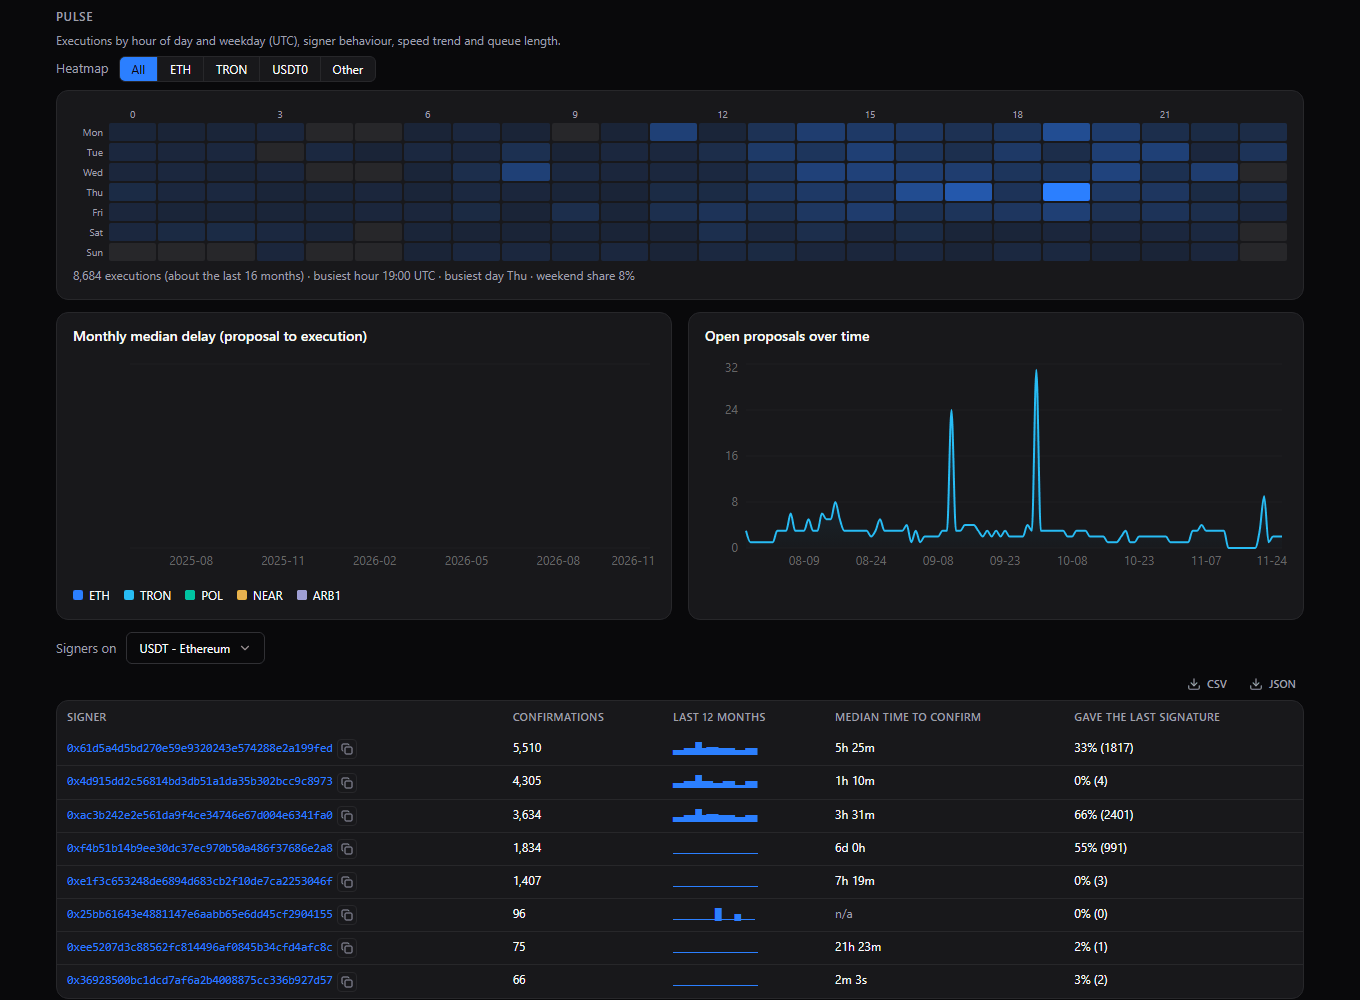 PULSE
Executions by hour of day and weekday (UTC), signer behaviour, speed trend and queue length.
Heatmap All ETH TRON USDT0 Other
0 3 6 9 12 15 18 21
Mon
Tue
Wed
Thu
Fri
Sat
Sun
8,684 executions (about the last 16 months) · busiest hour 19:00 UTC · busiest day Thu · weekend share 8%
Monthly median delay (proposal to execution)
2025-08 2025-11 2026-02 2026-05 2026-08 2026-11
ETH TRON POL NEAR ARB1
Open proposals over time
32
24
16
8
0
08-09 08-24 09-08 09-23 10-08 10-23 11-07 11-24
Signers on USDT - Ethereum
CSV JSON
SIGNER CONFIRMATIONS LAST 12 MONTHS MEDIAN TIME TO CONFIRM GAVE THE LAST SIGNATURE
0x61d5a4d5bd270e59e9320243e574288e2a199fed 5,510 5h 25m 33% (1817)
0x4d915dd2c56814bd3db51a1da35b302bcc9c8973 4,305 1h 10m 0% (4)
0xac3b242e2e561da9f4ce34746e67d004e6341fa0 3,634 3h 31m 66% (2401)
0xf4b51b14b9ee30dc37ec970b50a486f37686e2a8 1,834 6d 0h 55% (991)
0xe1f3c653248de6894d683cb2f10de7ca2253046f 1,407 7h 19m 0% (3)
0x25bb61643e4881147e6aabb65e6dd45cf2904155 96 n/a 0% (0)
0xee5207d3c88562fc814496af0845b34cfd4afc8c 75 21h 23m 2% (1)
0x36928500bc1dcd7af6a2b4008875cc336b927d57 66 2m 3s 3% (2)